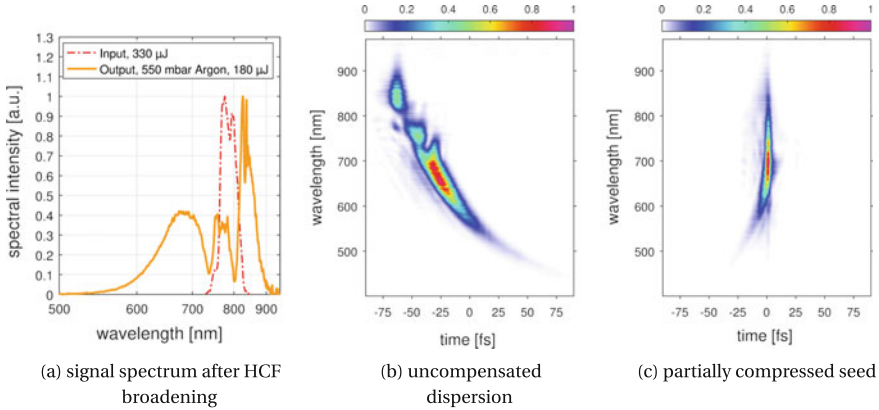 1.3
1.2
1.1
1
0.9
0.8
0.7
0.6
0.5
0.4
0.3
0.2
0.1
0
spectral intensity [a.u.]
Input, 330 µJ
Output, 550 mbar Argon, 180 µJ
500 600 700 800 900
wavelength [nm]
(a) signal spectrum after HCF
broadening
0 0.2 0.4 0.6 0.8 1
900
800
700
600
500
wavelength [nm]
-75 -50 -25 0 25 50 75
time [fs]
(b) uncompensated
dispersion
0 0.2 0.4 0.6 0.8 1
900
800
700
600
500
wavelength [nm]
-75 -50 -25 0 25 50 75
time [fs]
(c) partially compressed seed